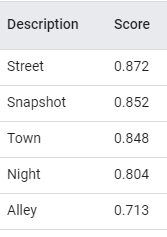 Description Score
Street 0.872
Snapshot 0.852
Town 0.848
Night 0.804
Alley 0.713